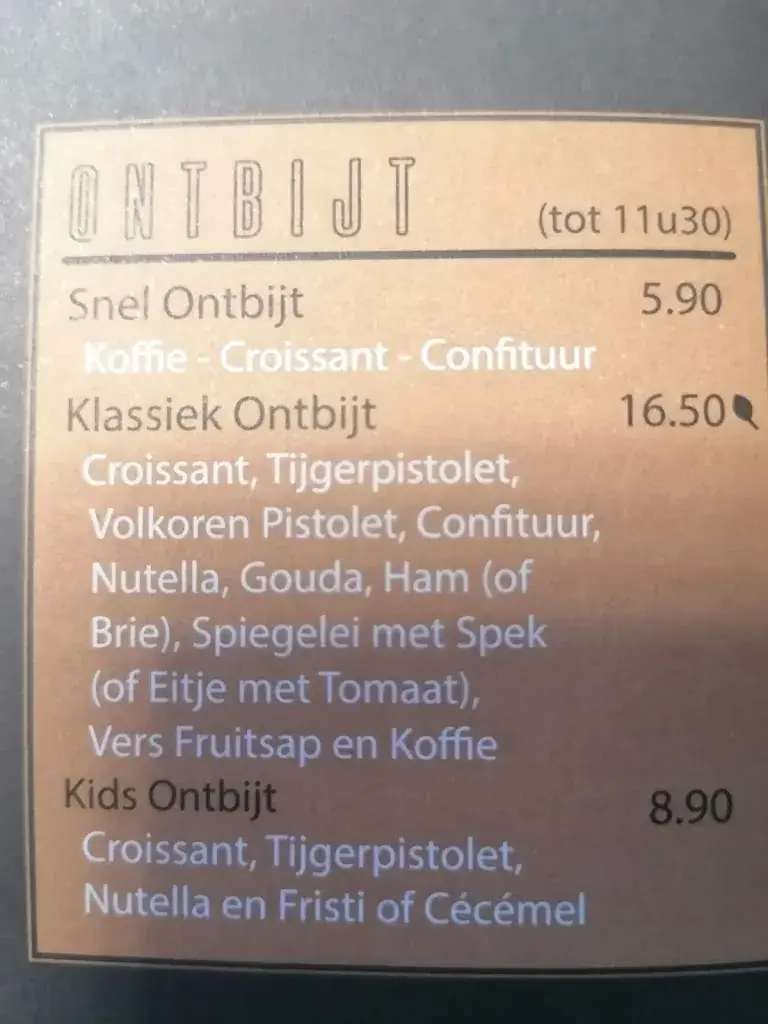 ONTBIJT (tot 11u30)
Snel Ontbijt 5.90
Koffie - Croissant - Confituur
Klassiek Ontbijt 16.50
Croissant, Tijgerpistolet,
Volkoren Pistolet, Confituur,
Nutella, Gouda, Ham (of
Brie), Spiegelei met Spek
(of Eitje met Tomaat),
Vers Fruitsap en Koffie
Kids Ontbijt 8.90
Croissant, Tijgerpistolet,
Nutella en Fristi of Cécémel